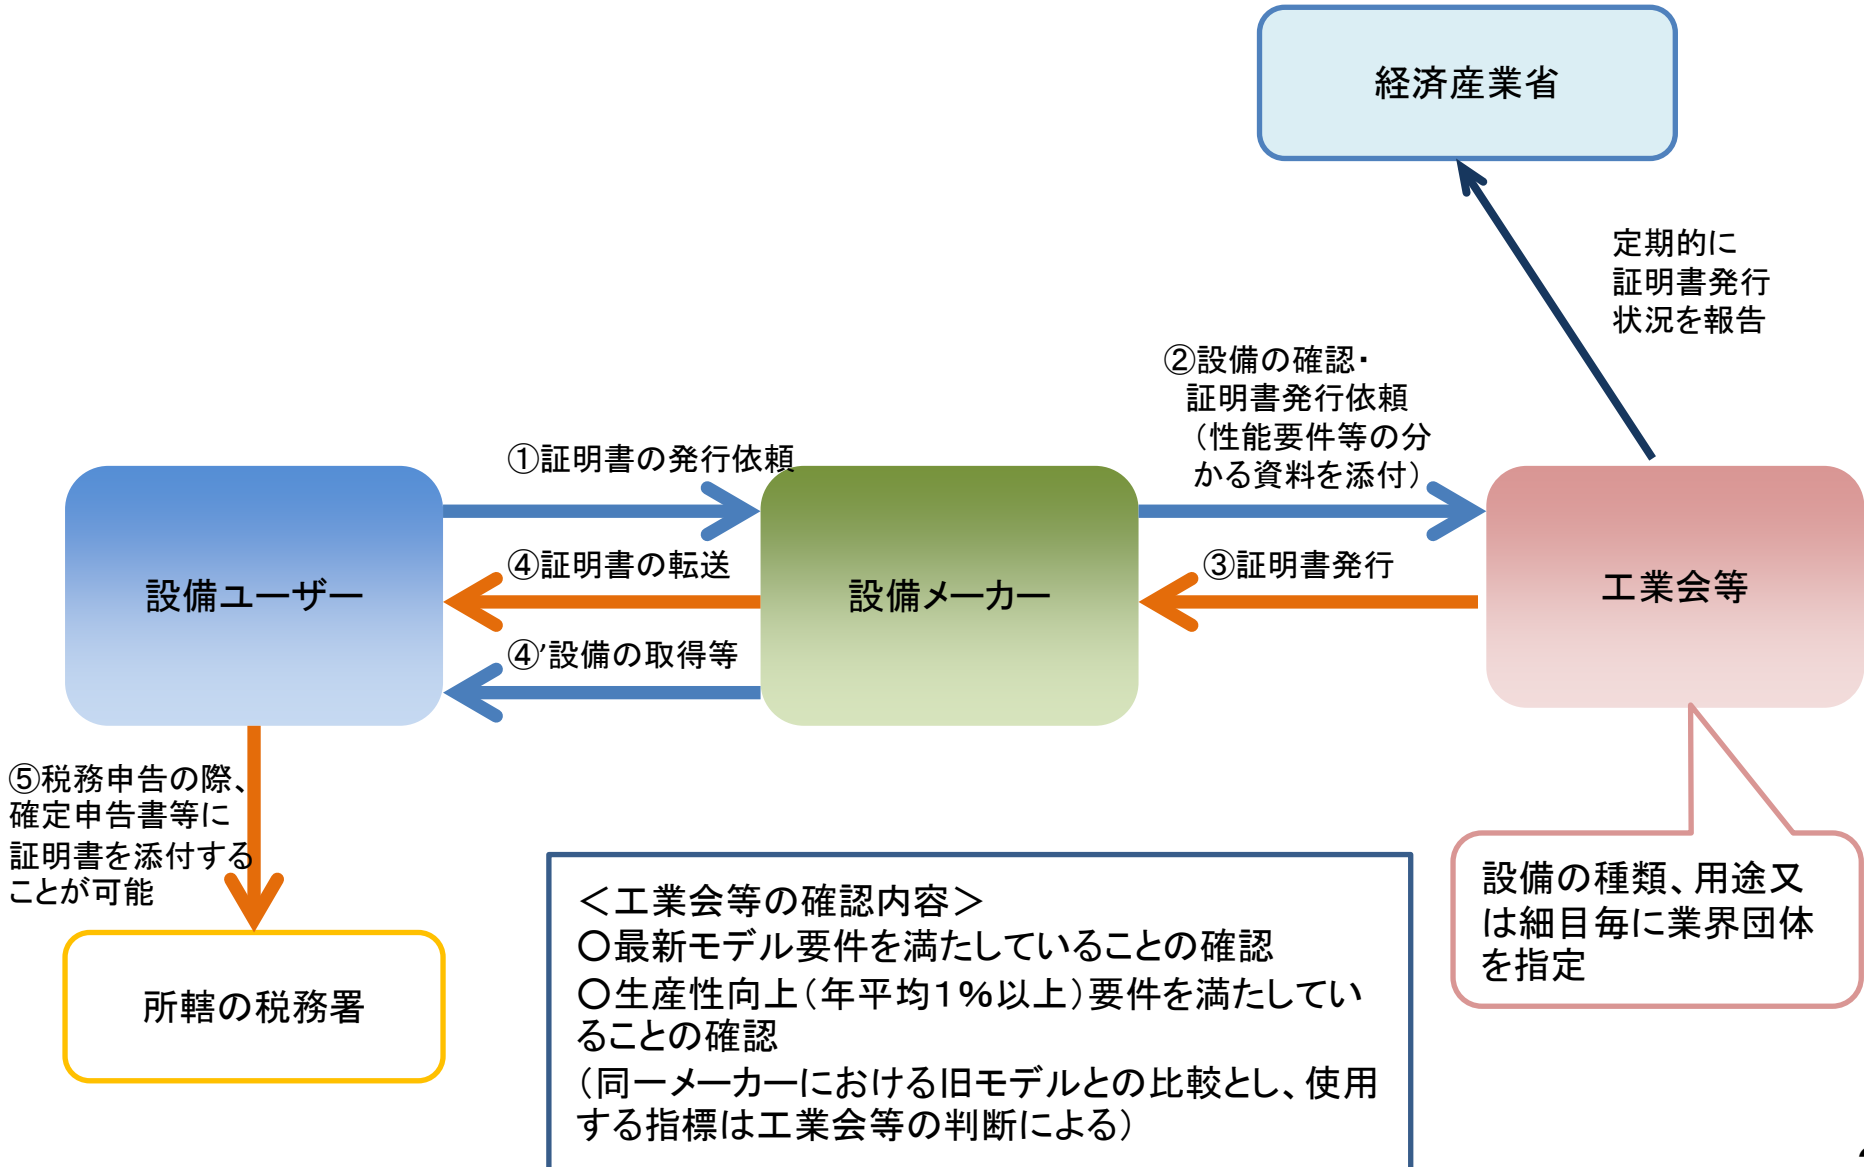 経済産業省
定期的に
証明書発行
状況を報告
②設備の確認・
証明書発行依頼
（性能要件等の分
かる資料を添付）
①証明書の発行依頼
④証明書の転送
③証明書発行
設備ユーザー
設備メーカー
工業会等
④’設備の取得等
⑤税務申告の際、
確定申告書等に
証明書を添付する
ことが可能
所轄の税務署
＜工業会等の確認内容＞
○最新モデル要件を満たしていることの確認
○生産性向上（年平均１％以上）要件を満たしてい
ることの確認
（同一メーカーにおける旧モデルとの比較とし、使用
する指標は工業会等の判断による）
設備の種類、用途又
は細目毎に業界団体
を指定